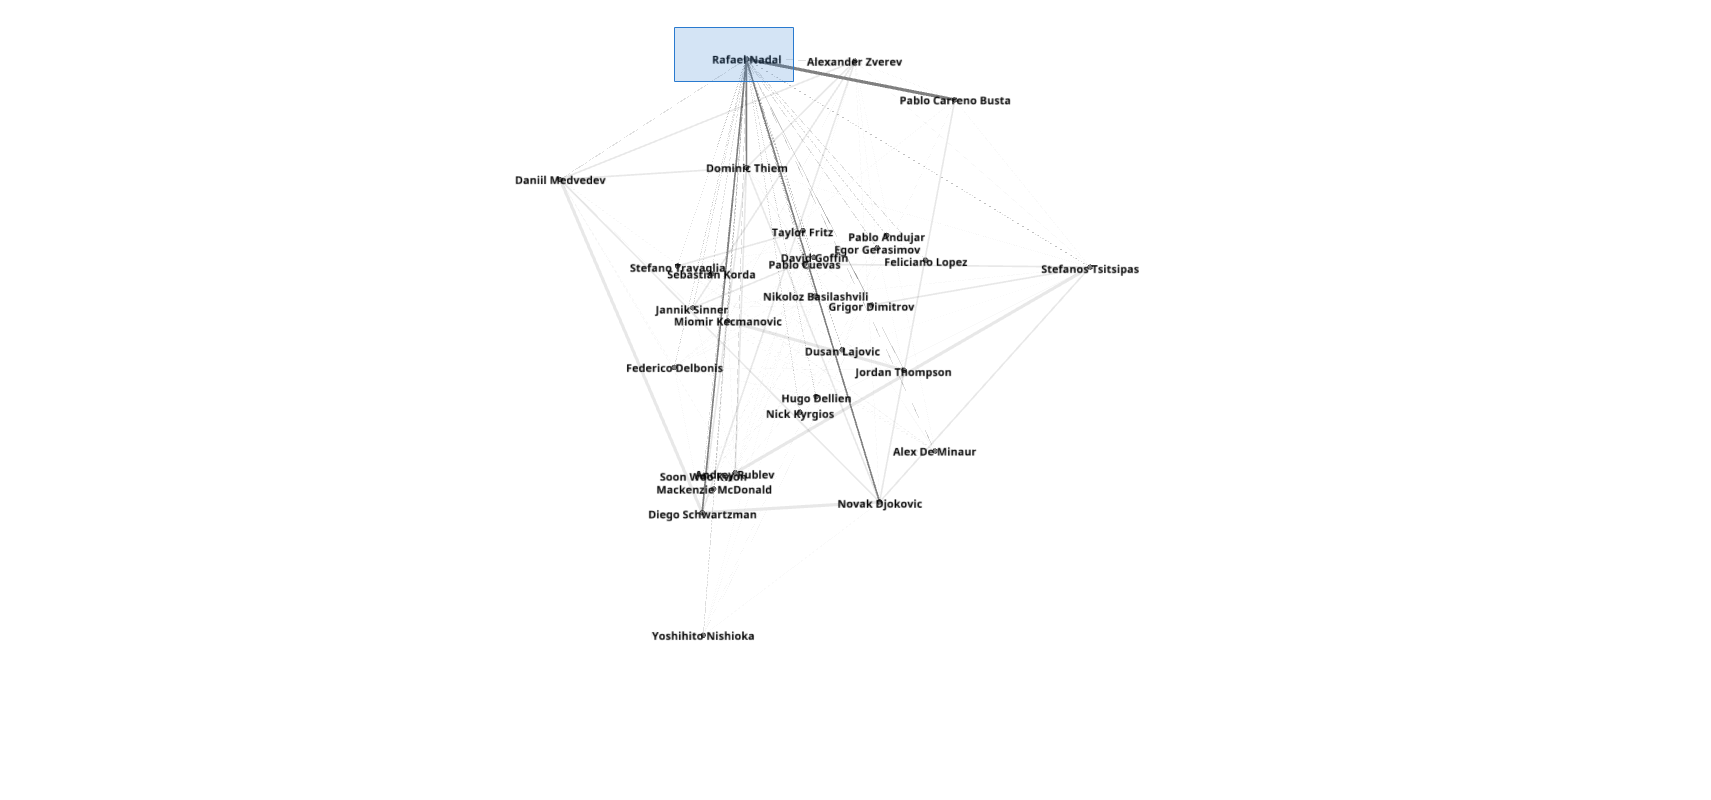 Rafael Nadal
Alexander Zverev
Pablo Carreno Busta
Dominic Thiem
Daniil Medvedev
Taylor Fritz
Pablo Andujar
Egor Gerasimov
David Goffin
Feliciano Lopez
Pablo Cuevas
Stefano Travaglia
Stefanos Tsitsipas
Sebastian Korda
Nikoloz Basilashvili
Grigor Dimitrov
Jannik Sinner
Miomir Kecmanovic
Dusan Lajovic
Federico Delbonis
Jordan Thompson
Hugo Dellien
Nick Kyrgios
Alex De Minaur
Andrey Rublev
Soon Woo Kwon
Mackenzie McDonald
Novak Djokovic
Diego Schwartzman
Yoshihito Nishioka